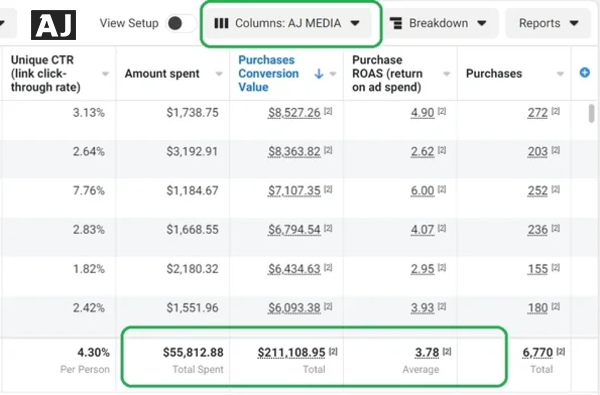 AJ View Setup Columns: AJ MEDIA Breakdown Reports
Unique CTR (link click-through rate) Amount spent Purchases Conversion Value Purchase ROAS (return on ad spend) Purchases
3.13% $1,738.75 $8,527.26 [2] 4.90 [2] 272 [2]
2.64% $3,192.91 $8,363.82 [2] 2.62 [2] 203 [2]
7.76% $1,184.67 $7,107.35 [2] 6.00 [2] 252 [2]
2.83% $1,668.55 $6,794.54 [2] 4.07 [2] 236 [2]
1.82% $2,180.32 $6,434.63 [2] 2.95 [2] 155 [2]
2.42% $1,551.96 $6,093.38 [2] 3.93 [2] 180 [2]
4.30% $55,812.88 $211,108.95 [2] 3.78 [2] 6,770 [2]
Per Person Total Spent Total Average Total